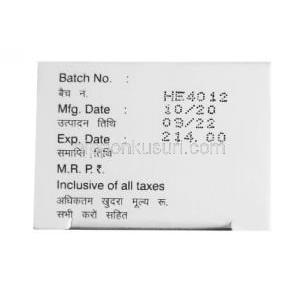 Batch No. :
बैच न. HE4012
Mfg. Date : 10/20
उत्पादन तिथि 09/22
Exp. Date : 214.00
समाप्ति तिथि
M.R. P. ₹.
Inclusive of all taxes
अधिकतम खुदरा मूल्य रू.
सभी करों सहित